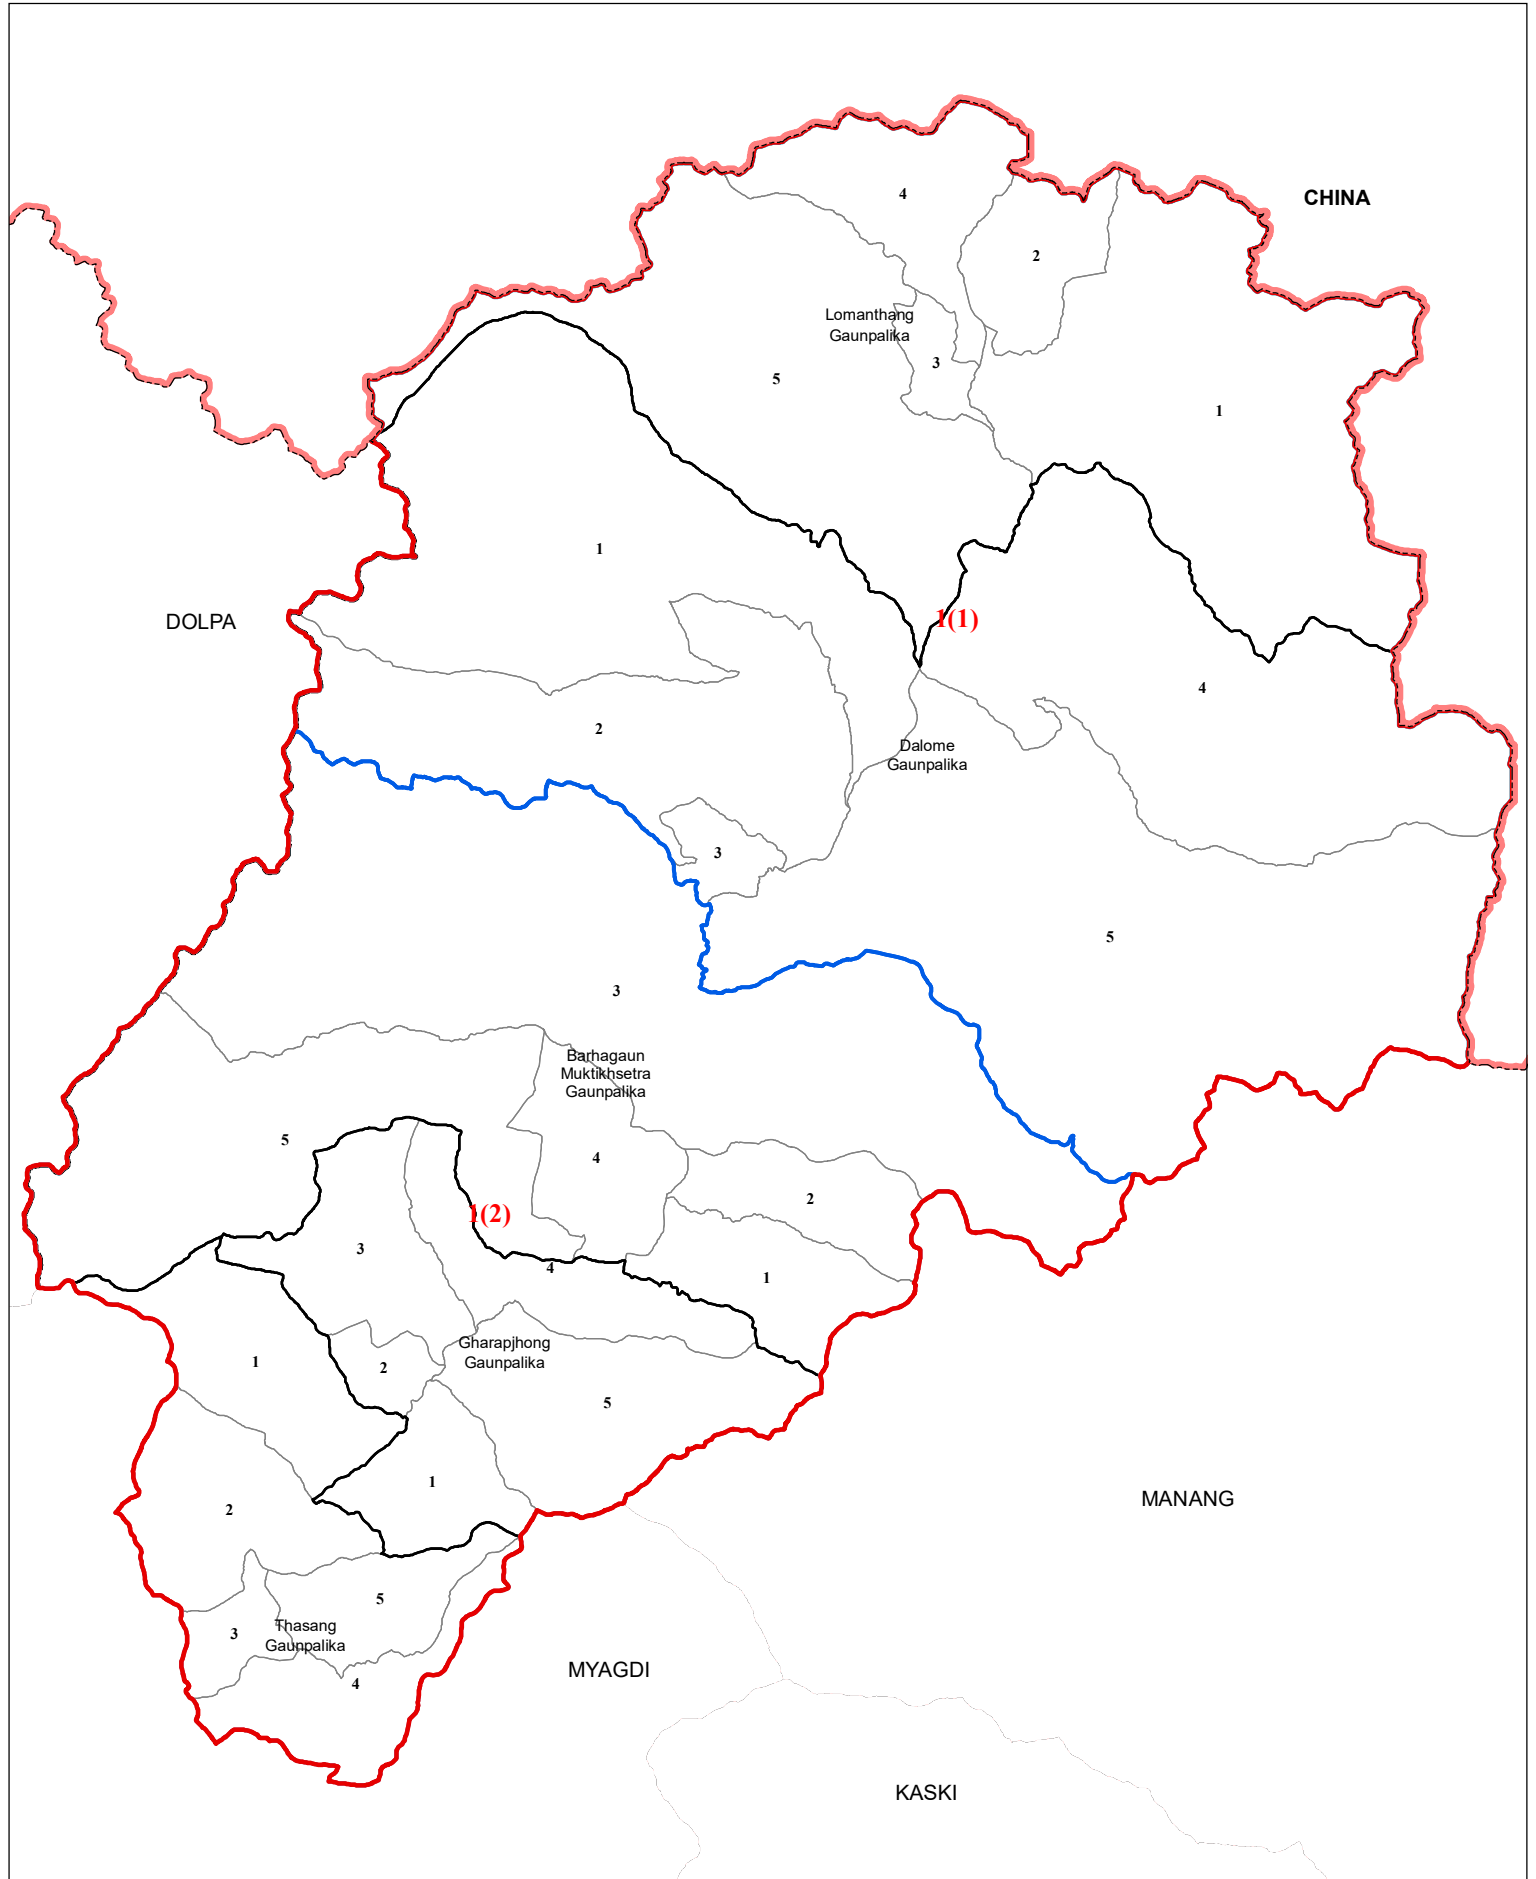 4
CHINA
2
Lomanthang
Gaunpalika
3
5
1
1
DOLPA
1(1)
4
2
Dalome
Gaunpalika
3
5
3
Barhagaun
Muktikhsetra
Gaunpalika
5
4
2
1(2)
3
4
1
Gharapjhong
Gaunpalika
1
2
5
1
2
MANANG
5
Thasang
Gaunpalika
3
MYAGDI
4
KASKI